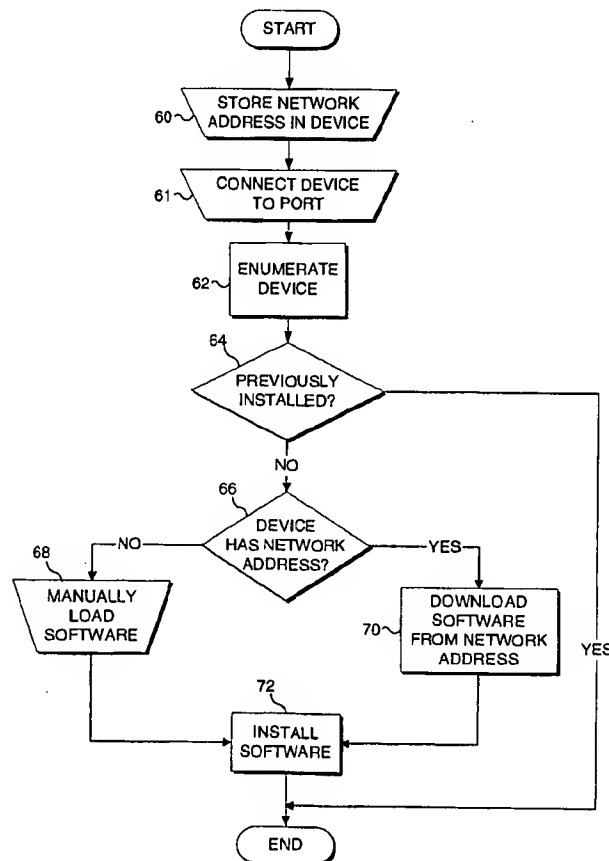 START
STORE NETWORK
ADDRESS IN DEVICE
60
CONNECT DEVICE
TO PORT
61
ENUMERATE
DEVICE
62
64
PREVIOUSLY
INSTALLED?
NO
66
DEVICE
HAS NETWORK
ADDRESS?
NO
YES
68
MANUALLY
LOAD
SOFTWARE
DOWNLOAD
SOFTWARE
FROM NETWORK
ADDRESS
70
YES
72
INSTALL
SOFTWARE
END